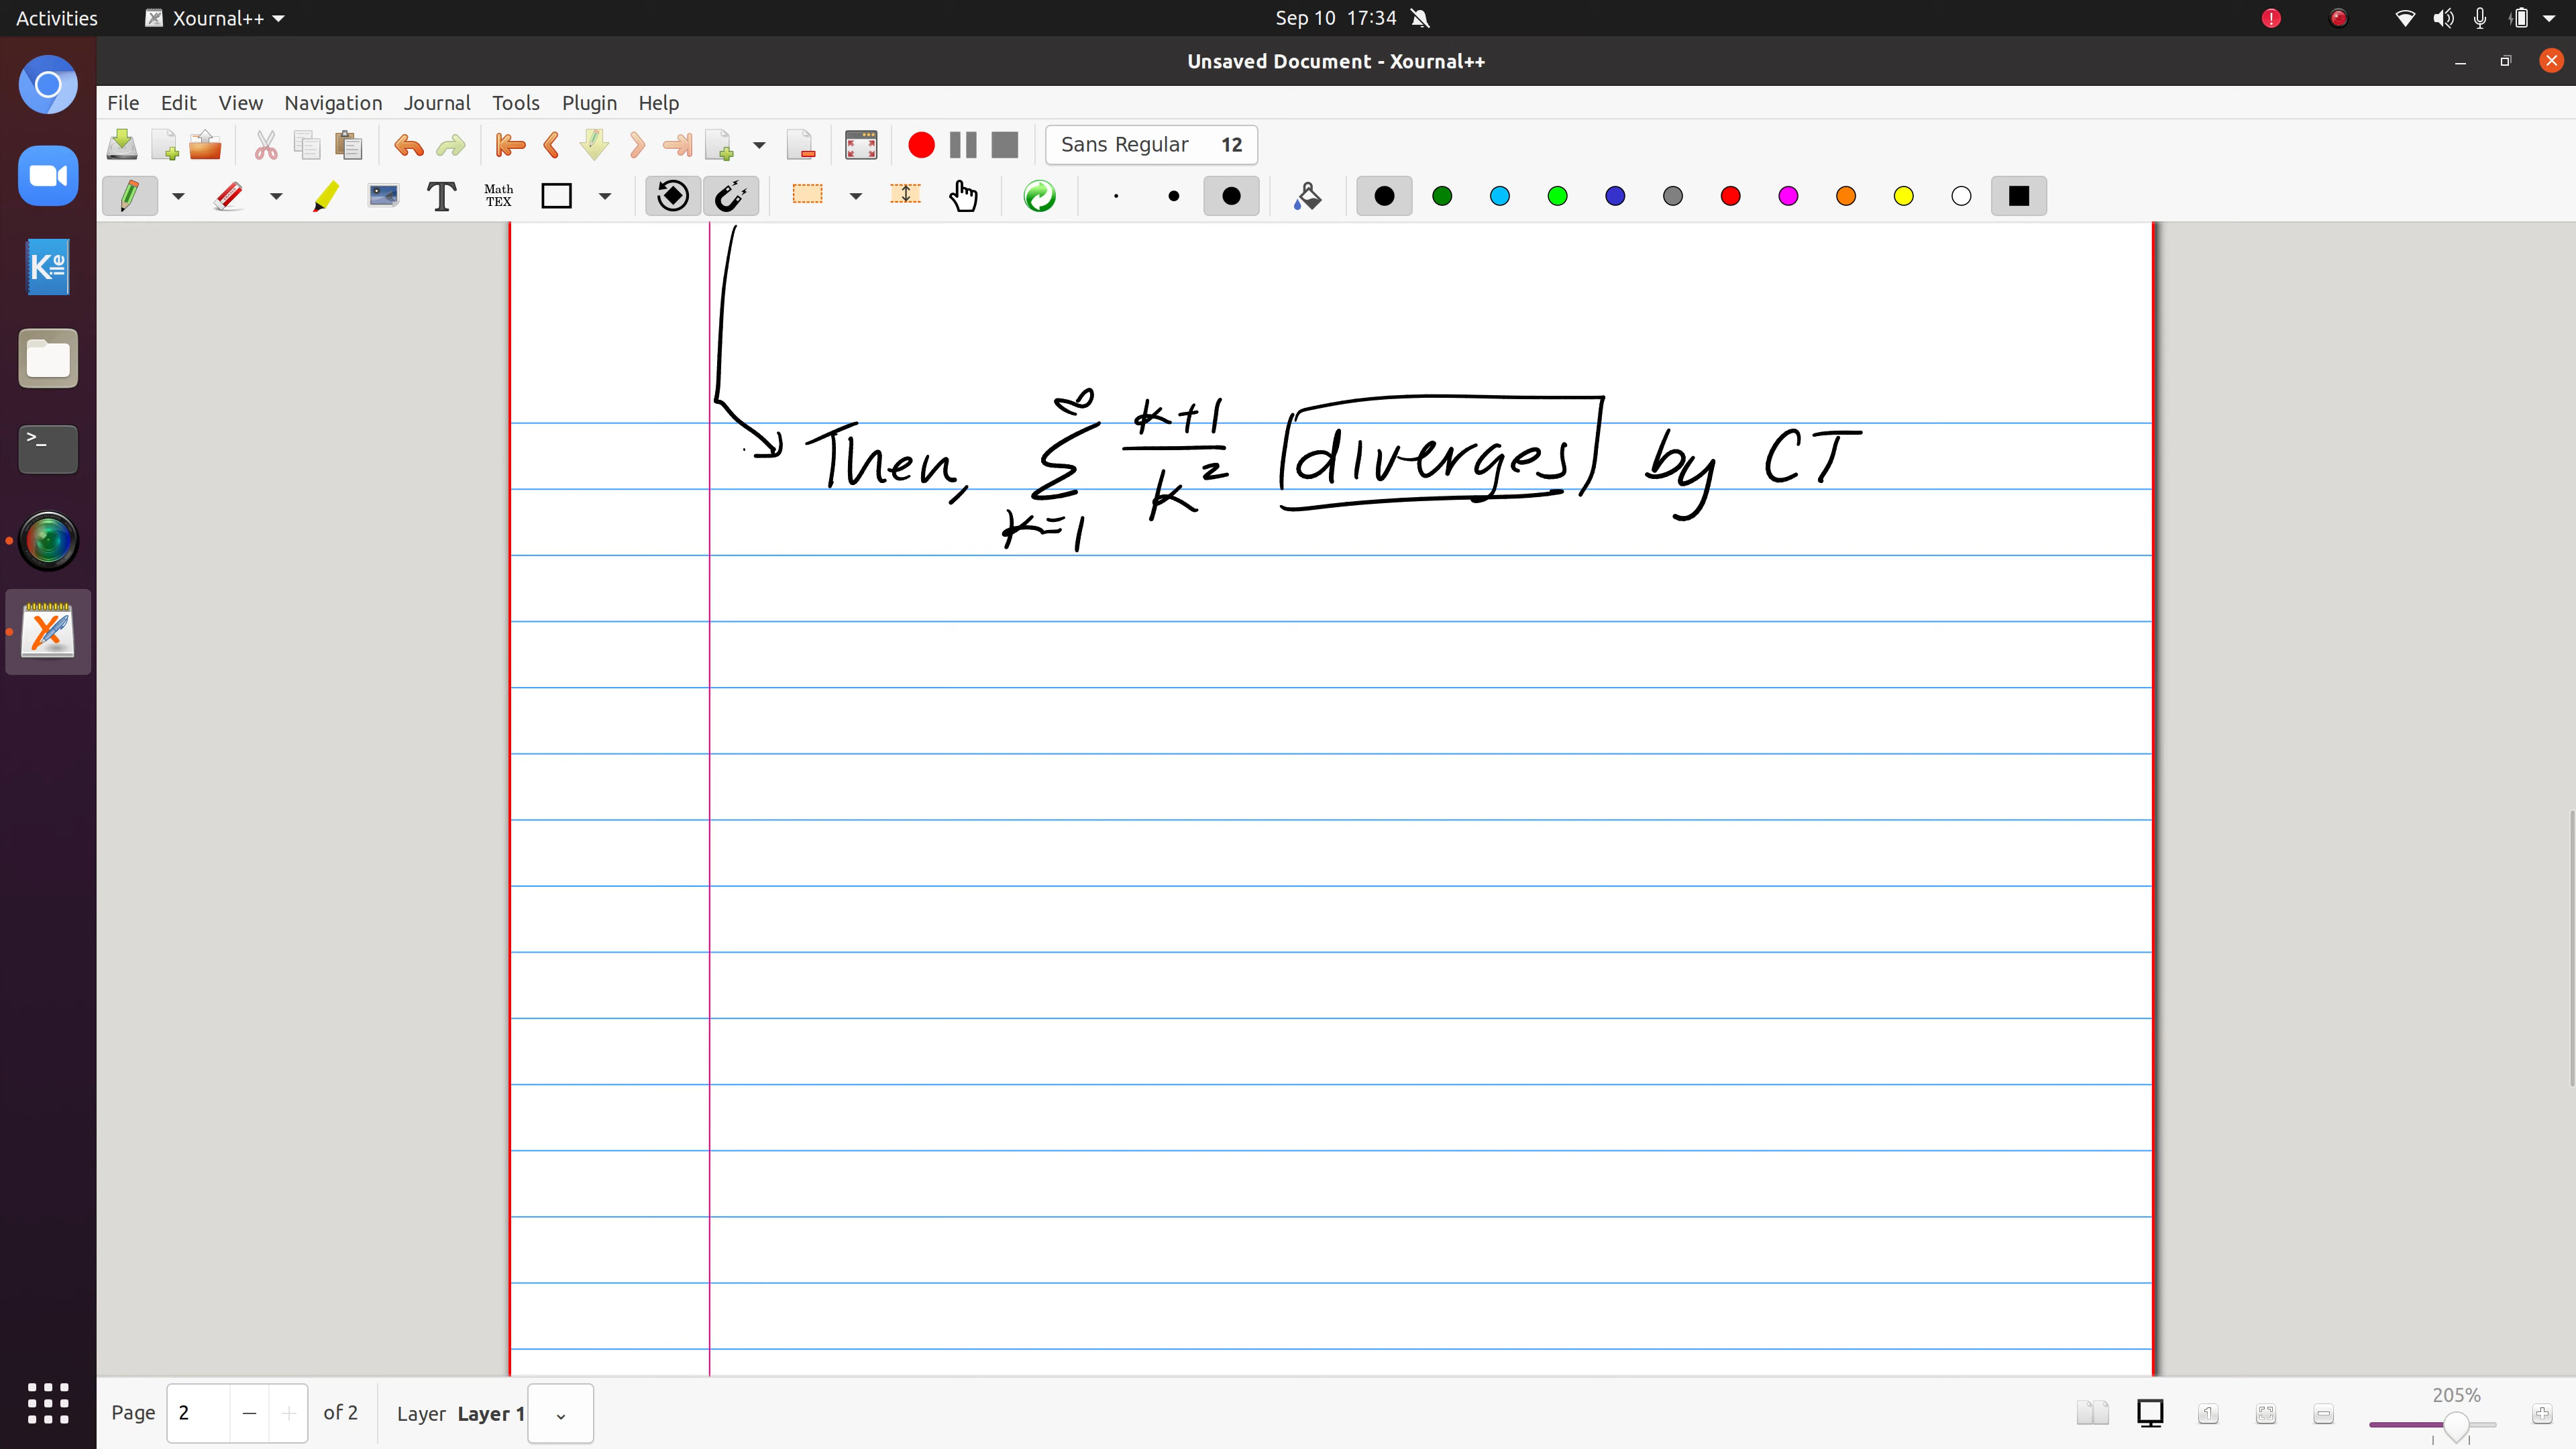 Activities Xournal++ Sep 10 17:34
Unsaved Document - Xournal++
File Edit View Navigation Journal Tools Plugin Help
Sans Regular 12
Math
TEX
Then, ∑_{k=1}^{∞} (k+1)/k² diverges by CT
Page 2 of 2 Layer Layer 1 205%